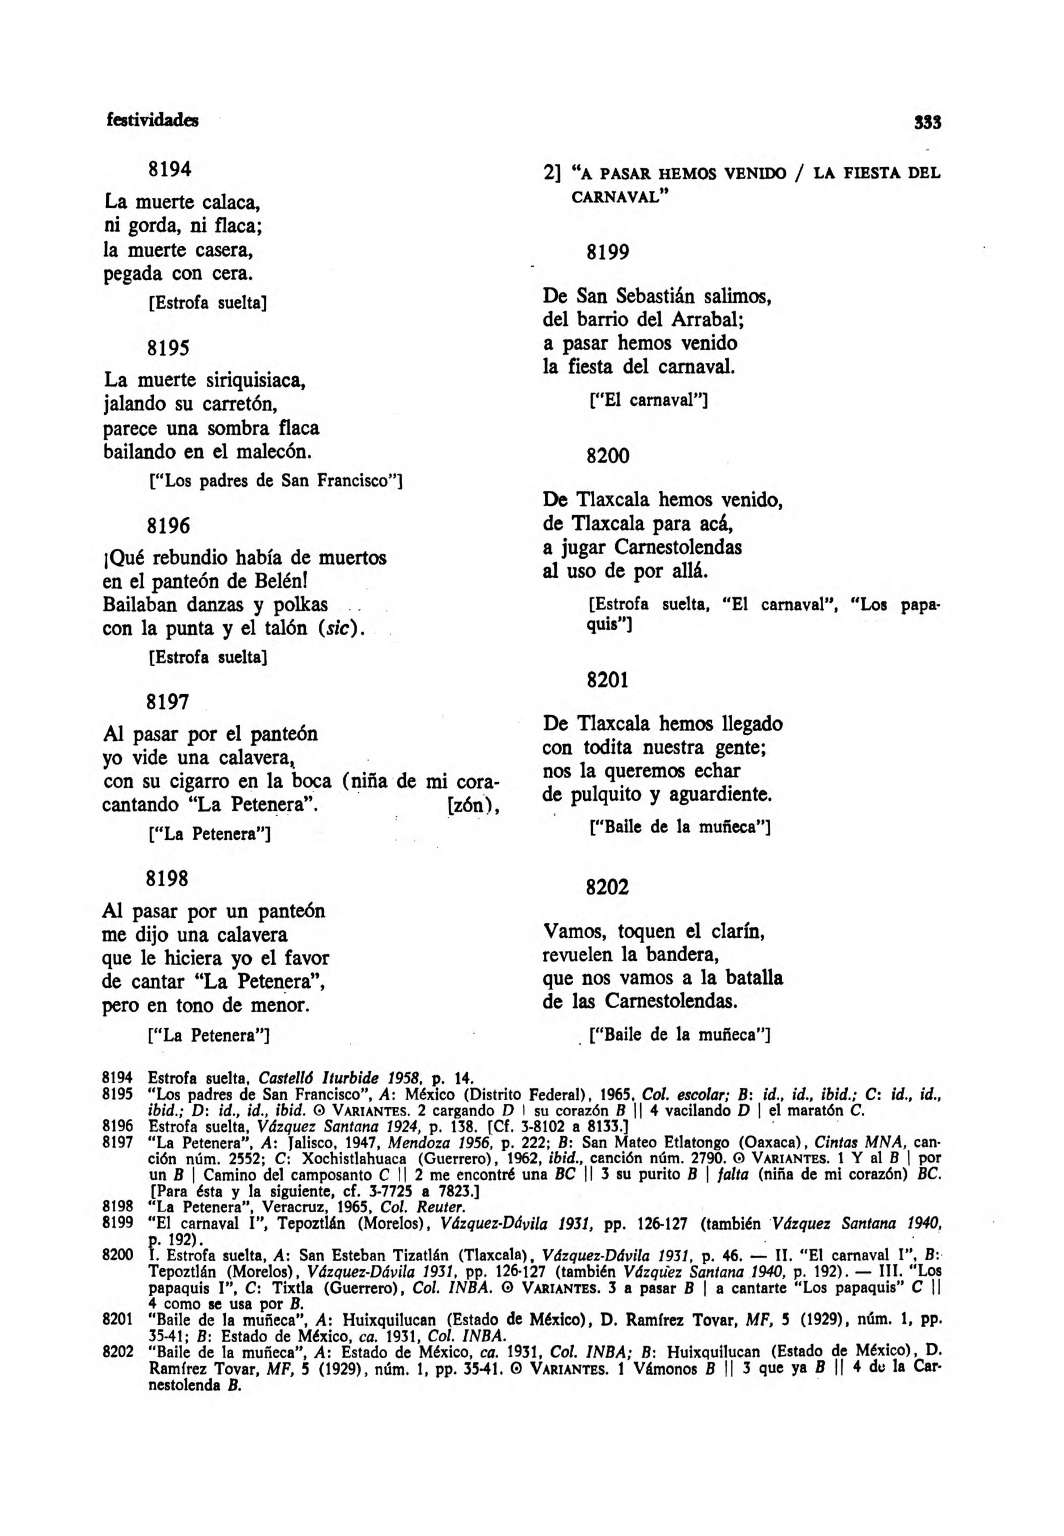 festividades
333
8194
La muerte calaca,
ni gorda, ni flaca;
la muerte casera,
pegada con cera.
[Estrofa suelta]
8195
La muerte siriquisiaca,
jalando su carretón,
parece una sombra flaca
bailando en el malecón.
["Los padres de San Francisco"]
8196
¡Qué rebundio había de muertos
en el panteón de Belén!
Bailaban danzas y polkas
con la punta y el talón (sic).
[Estrofa suelta]
8197
Al pasar por el panteón
yo vide una calavera,
con su cigarro en la boca (niña de mi cora-
cantando "La Petenera". [zón),
["La Petenera"]
8198
Al pasar por un panteón
me dijo una calavera
que le hiciera yo el favor
de cantar "La Petenera",
pero en tono de menor.
["La Petenera"]
2] "A PASAR HEMOS VENIDO / LA FIESTA DEL
CARNAVAL"
8199
De San Sebastián salimos,
del barrio del Arrabal;
a pasar hemos venido
la fiesta del carnaval.
["El carnaval"]
8200
De Tlaxcala hemos venido,
de Tlaxcala para acá,
a jugar Carnestolendas
al uso de por allá.
[Estrofa suelta, "El carnaval", "Los papa-
quis"]
8201
De Tlaxcala hemos llegado
con todita nuestra gente;
nos la queremos echar
de pulquito y aguardiente.
["Baile de la muñeca"]
8202
Vamos, toquen el clarín,
revuelen la bandera,
que nos vamos a la batalla
de las Carnestolendas.
["Baile de la muñeca"]
8194 Estrofa suelta, Castelló Iturbide 1958, p. 14.
8195 "Los padres de San Francisco", A: México (Distrito Federal), 1965, Col. escolar; B: id., id., ibid.; C: id., id.,
ibid.; D: id., id., ibid. ⊙ VARIANTES. 2 cargando D | su corazón B || 4 vacilando D | el maratón C.
8196 Estrofa suelta, Vázquez Santana 1924, p. 138. [Cf. 3-8102 a 8133.]
8197 "La Petenera", A: Jalisco, 1947, Mendoza 1956, p. 222; B: San Mateo Etlatongo (Oaxaca), Cintas MNA, can-
ción núm. 2552; C: Xochistlahuaca (Guerrero), 1962, ibid., canción núm. 2790. ⊙ VARIANTES. 1 Y al B | por
un B | Camino del camposanto C || 2 me encontré una BC || 3 su purito B | falta (niña de mi corazón) BC.
[Para ésta y la siguiente, cf. 3-7725 a 7823.]
8198 "La Petenera", Veracruz, 1965, Col. Reuter.
8199 "El carnaval I", Tepoztlán (Morelos), Vázquez-Dávila 1931, pp. 126-127 (también Vázquez Santana 1940,
p. 192).
8200 I. Estrofa suelta, A: San Esteban Tizatlán (Tlaxcala), Vázquez-Dávila 1931, p. 46. — II. "El carnaval I", B:
Tepoztlán (Morelos), Vázquez-Dávila 1931, pp. 126-127 (también Vázquez Santana 1940, p. 192). — III. "Los
papaquis I", C: Tixtla (Guerrero), Col. INBA. ⊙ VARIANTES. 3 a pasar B | a cantarte "Los papaquis" C ||
4 como se usa por B.
8201 "Baile de la muñeca", A: Huixquilucan (Estado de México), D. Ramírez Tovar, MF, 5 (1929), núm. 1, pp.
35-41; B: Estado de México, ca. 1931, Col. INBA.
8202 "Baile de la muñeca", A: Estado de México, ca. 1931, Col. INBA; B: Huixquilucan (Estado de México), D.
Ramírez Tovar, MF, 5 (1929), núm. 1, pp. 35-41. ⊙ VARIANTES. 1 Vámonos B || 3 que ya B || 4 de la Car-
nestolenda B.